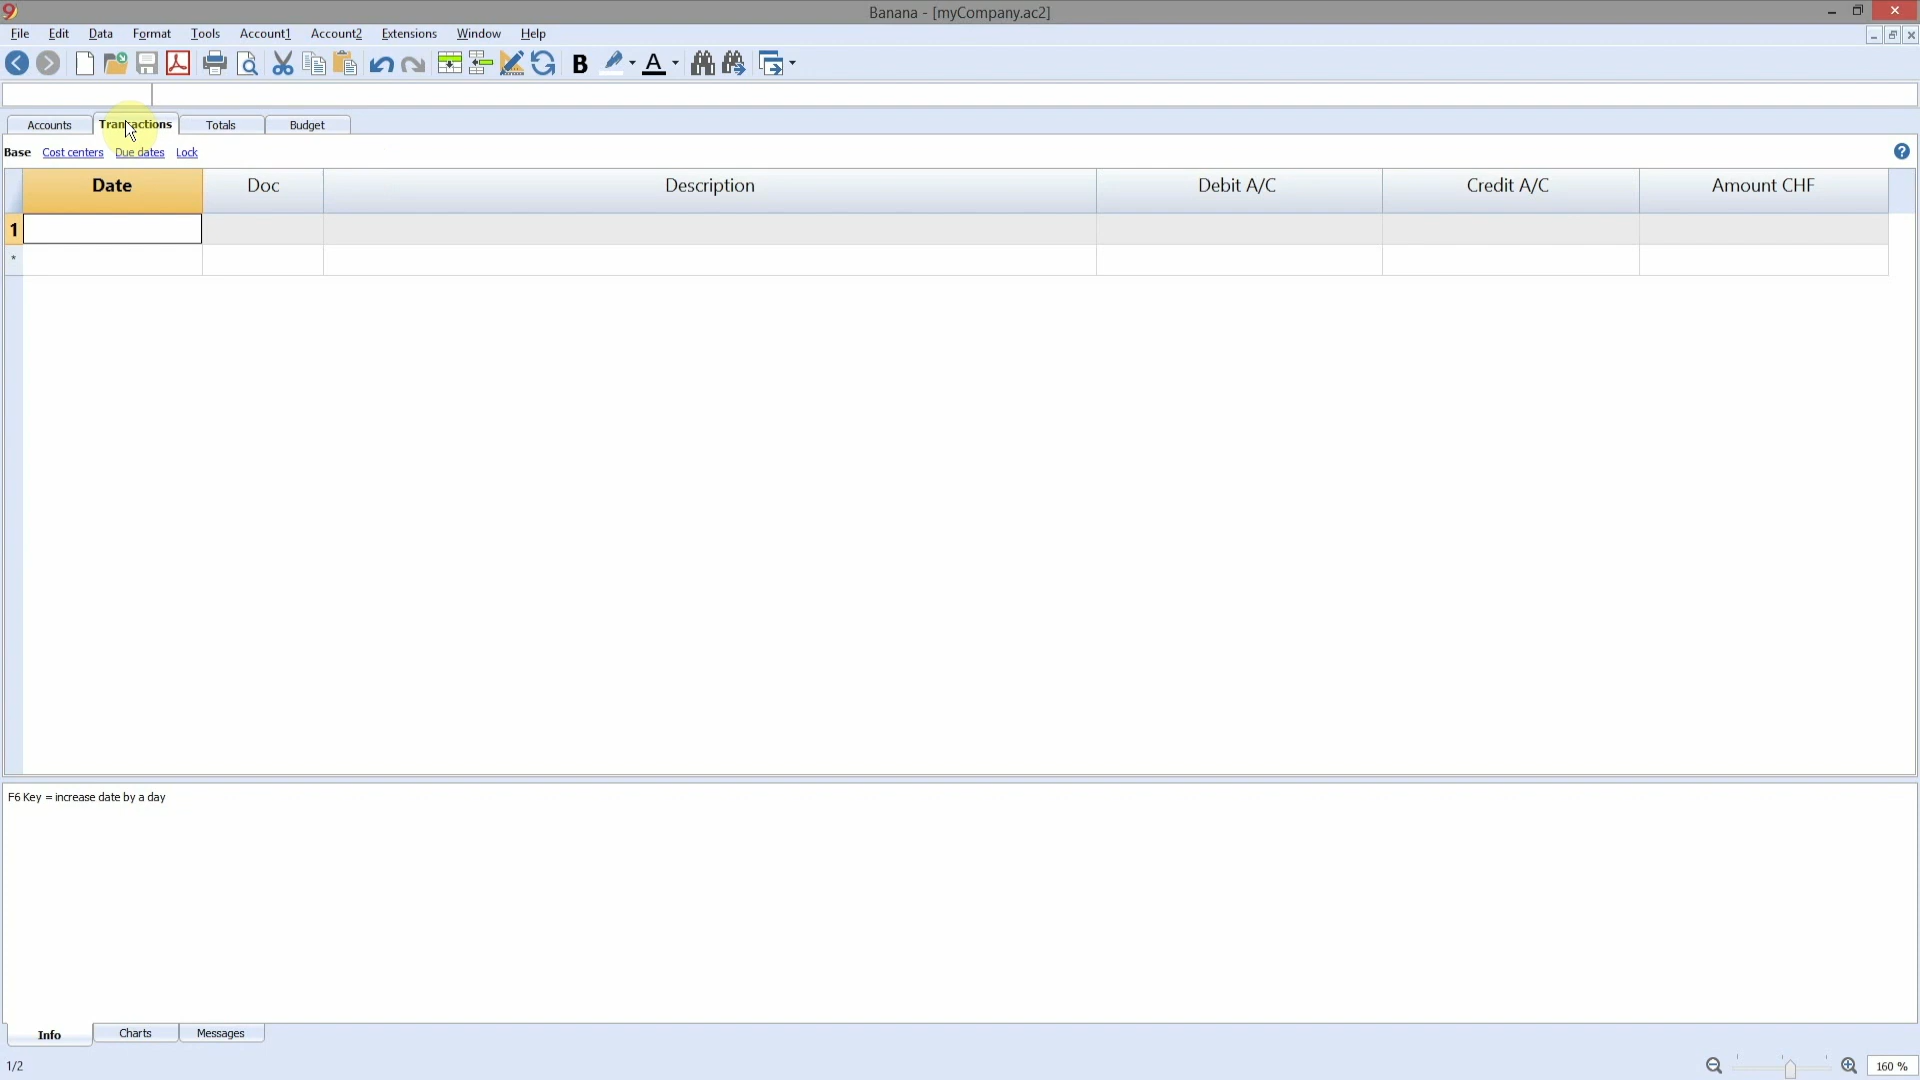 9 Banana - [myCompany.ac2]
File Edit Data Format Tools Account1 Account2 Extensions Window Help
B A
Accounts Transactions Totals Budget
Base Cost centers Due dates Lock ?
Date Doc Description Debit A/C Credit A/C Amount CHF
1
*
F6 Key = increase date by a day
Info Charts Messages
1/2 160 %